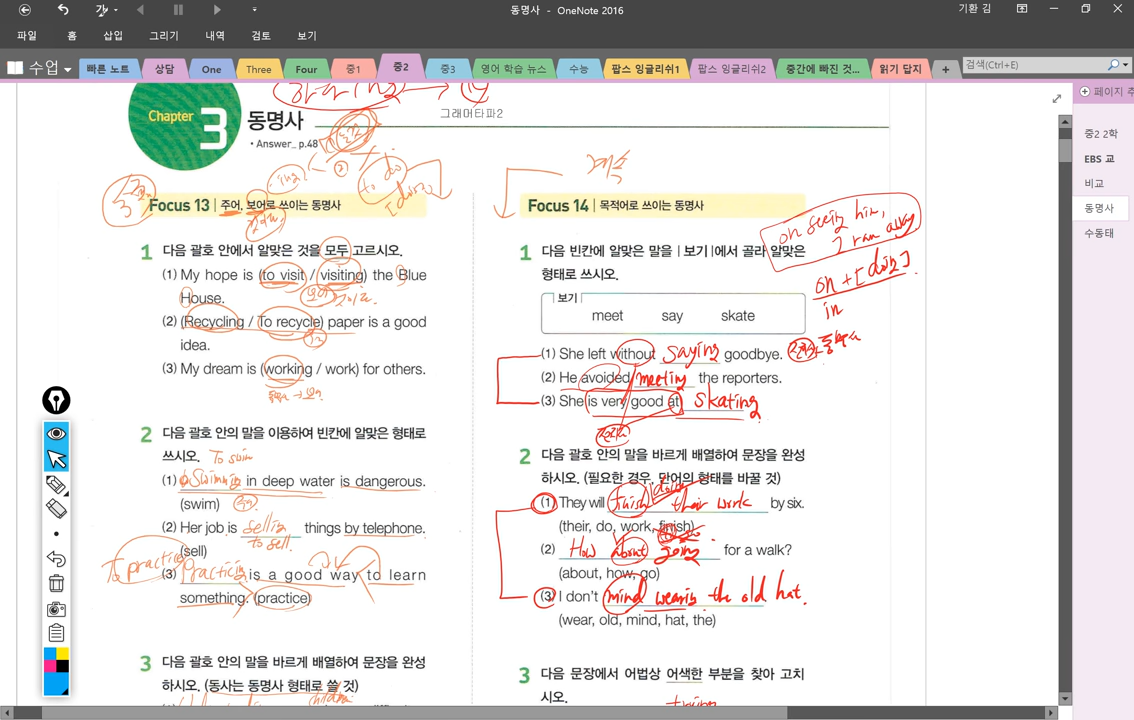 동명사 - OneNote 2016
기환 김
파일 홈 삽입 그리기 내역 검토 보기
수업 빠른 노트 상담 One Three Four 중1 중2 중3 영어 학습 뉴스 수능 팝스 잉글리쉬1 팝스 잉글리쉬2 중간에 빠진 것... 읽기 답지 + 검색(Ctrl+E)
페이지 추
중2 2학
EBS 교
비교
동명사
수동태
Chapter 3 동명사
그래머타파2
• Answer_ p.48
계속
ing
to do
Focus 13 | 주어, 보어로 쓰이는 동명사
1 다음 괄호 안에서 알맞은 것을 모두 고르시오.
(1) My hope is (to visit / visiting) the Blue
House.
(2) (Recycling / To recycle) paper is a good
idea.
(3) My dream is (working / work) for others.
2 다음 괄호 안의 말을 이용하여 빈칸에 알맞은 형태로
쓰시오. To swim
(1) Swimming in deep water is dangerous.
(swim)
(2) Her job is selling things by telephone.
to sell
(sell)
To practice
(3) Practicing is a good way to learn
something. (practice)
3 다음 괄호 안의 말을 바르게 배열하여 문장을 완성
하시오. (동사는 동명사 형태로 쓸 것)
Focus 14 | 목적어로 쓰이는 동명사
on seeing him,
I ran away
on + [doing]
in
1 다음 빈칸에 알맞은 말을 | 보기 |에서 골라 알맞은
형태로 쓰시오.
보기
meet say skate
(1) She left without saying goodbye.
전치사 + 동명사
(2) He avoided meeting the reporters.
(3) She is very good at skating
전치사
2 다음 괄호 안의 말을 바르게 배열하여 문장을 완성
하시오. (필요한 경우, 단어의 형태를 바꿀 것)
(1) They will finish doing their work by six.
(their, do, work, finish)
(2) How about going for a walk?
(about, how, go)
(3) I don't mind wearing the old hat.
(wear, old, mind, hat, the)
3 다음 문장에서 어법상 어색한 부분을 찾아 고치
시오.